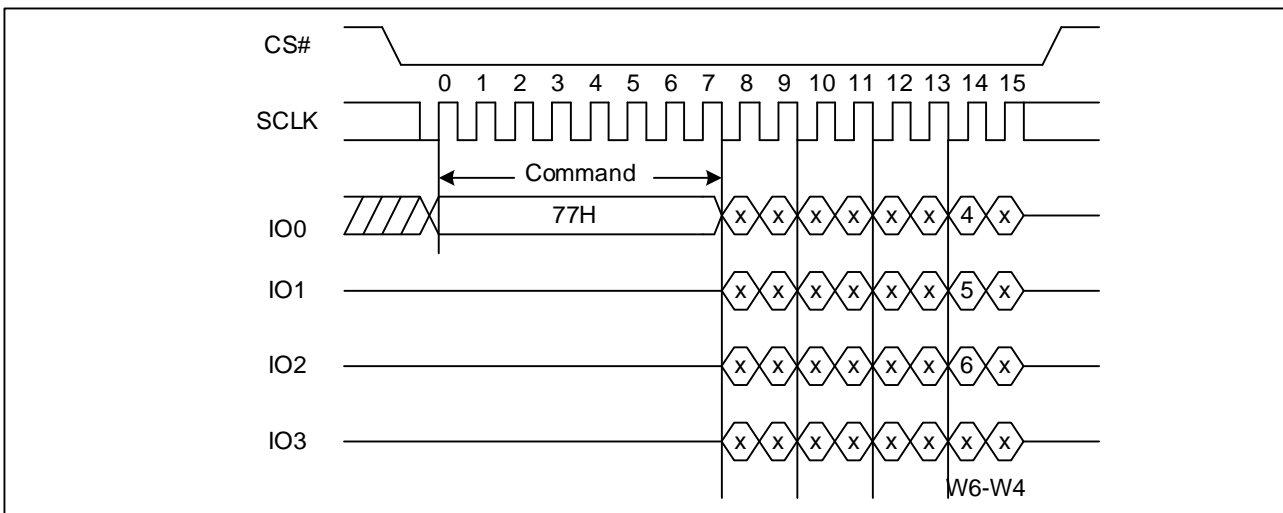 CS#
0 1 2 3 4 5 6 7 8 9 10 11 12 13 14 15
SCLK
Command
IO0 77H x x x x x x 4 x
IO1 x x x x x x 5 x
IO2 x x x x x x 6 x
IO3 x x x x x x x x
W6-W4